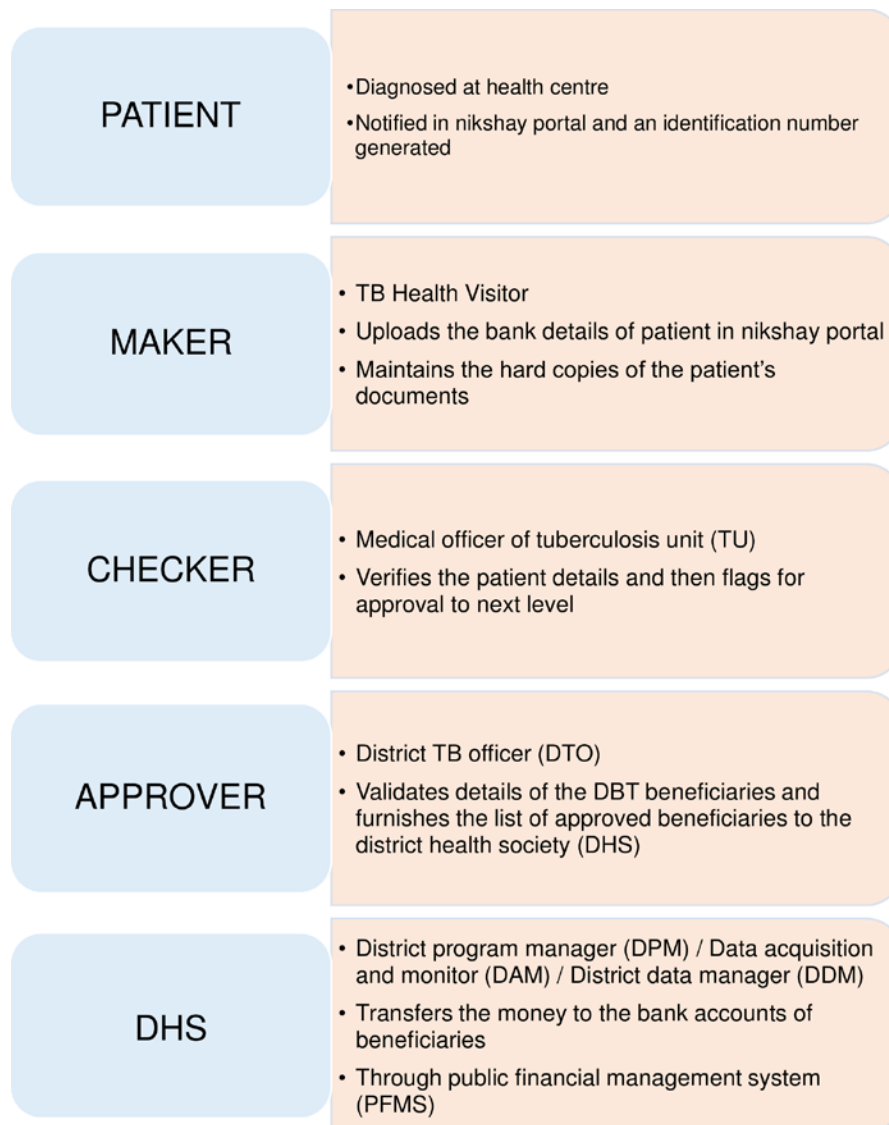 PATIENT
•Diagnosed at health centre
•Notified in nikshay portal and an identification number
generated
MAKER
• TB Health Visitor
• Uploads the bank details of patient in nikshay portal
• Maintains the hard copies of the patient's
documents
CHECKER
• Medical officer of tuberculosis unit (TU)
• Verifies the patient details and then flags for
approval to next level
APPROVER
• District TB officer (DTO)
• Validates details of the DBT beneficiaries and
furnishes the list of approved beneficiaries to the
district health society (DHS)
DHS
• District program manager (DPM) / Data acquisition
and monitor (DAM) / District data manager (DDM)
• Transfers the money to the bank accounts of
beneficiaries
• Through public financial management system
(PFMS)